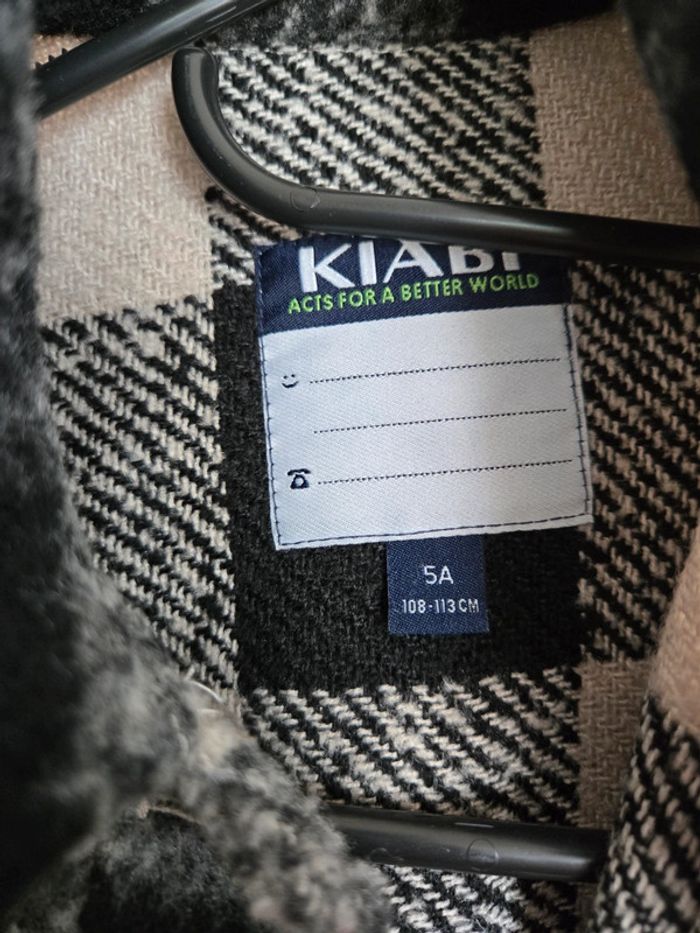 KIABI
ACTS FOR A BETTER WORLD
5A
108-113 CM